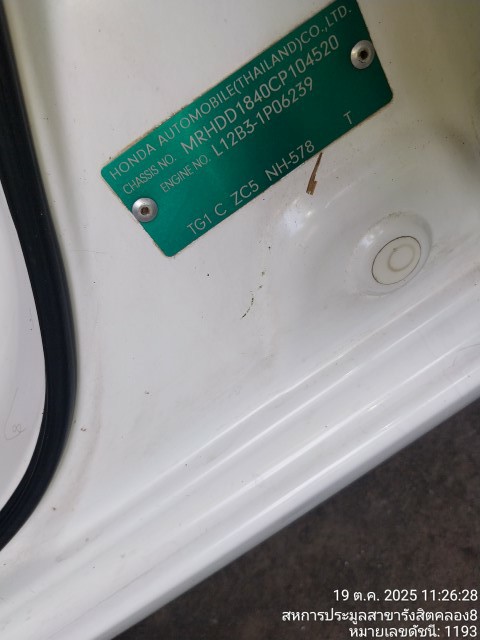 HONDA AUTOMOBILE(THAILAND)CO.,LTD.
CHASSIS NO. MRHDD1840CP104520
ENGINE NO. L12B3-1P06239
T
TG1 C ZC5 NH-578
19 ต.ค. 2025 11:26:28
สหการประมูลสาขารังสิตคลอง8
หมายเลขดัชนี: 1193